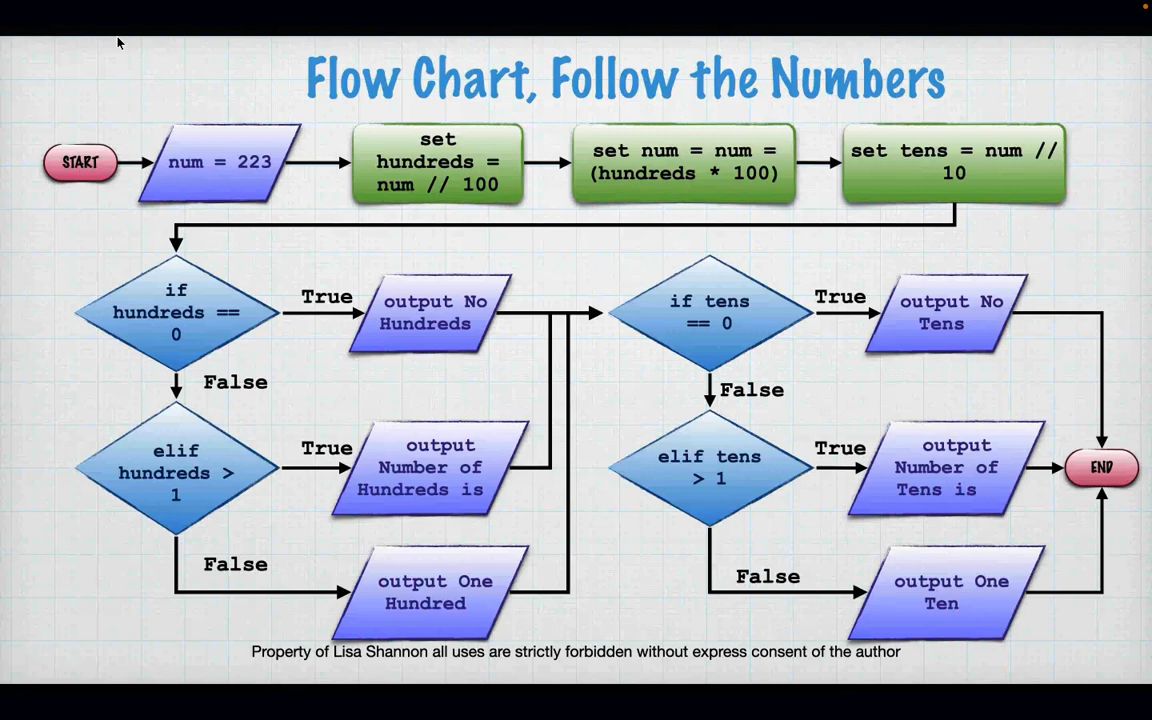 Flow Chart, Follow the Numbers
START
num = 223
set
hundreds =
num // 100
set num = num =
(hundreds * 100)
set tens = num //
10
if
hundreds ==
0
True
output No
Hundreds
if tens
== 0
True
output No
Tens
False
False
elif
hundreds >
1
True
output
Number of
Hundreds is
elif tens
> 1
True
output
Number of
Tens is
END
False
output One
Hundred
False
output One
Ten
Property of Lisa Shannon all uses are strictly forbidden without express consent of the author